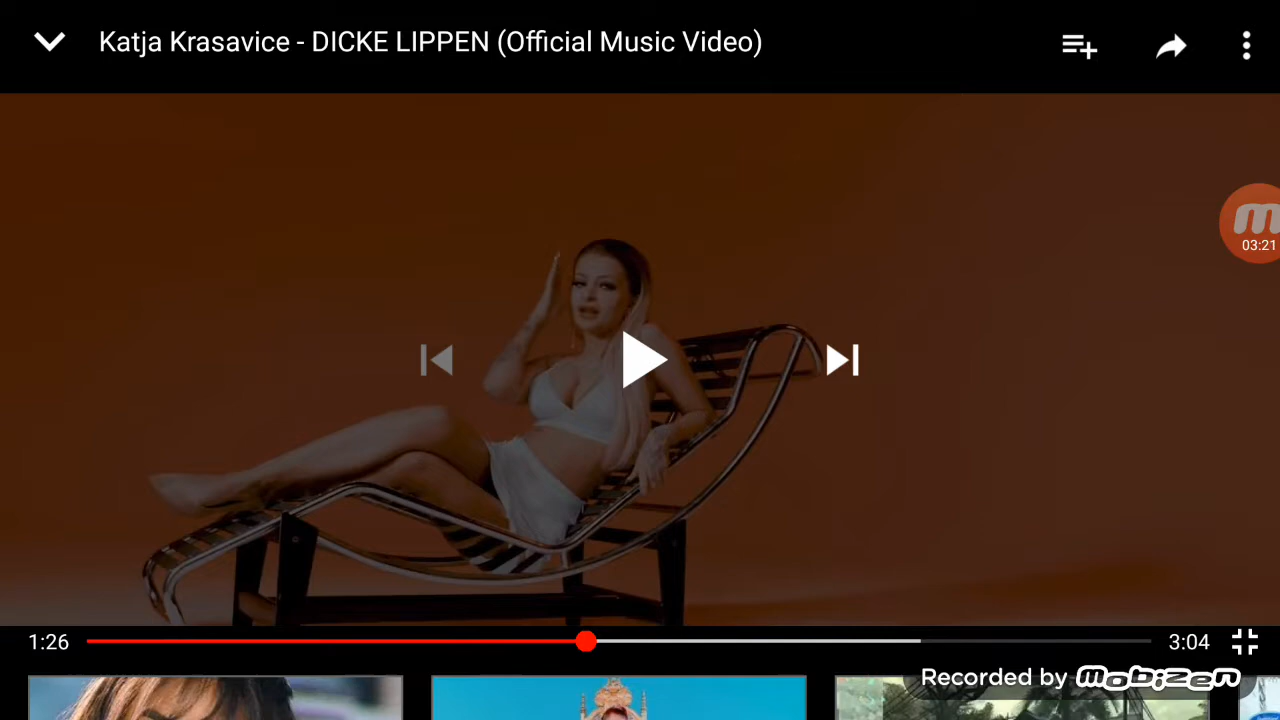 Katja Krasavice - DICKE LIPPEN (Official Music Video)
03:21
1:26
3:04
Recorded by mobizen